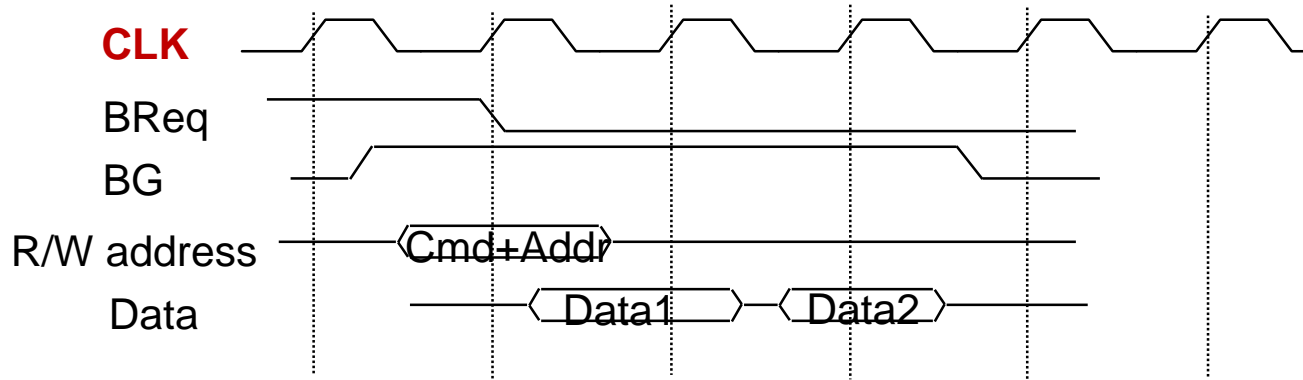 CLK
BReq
BG
R/W address
Cmd+Addr
Data
Data1
Data2